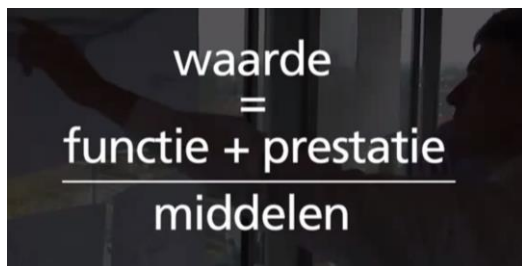 waarde
=
functie + prestatie
middelen